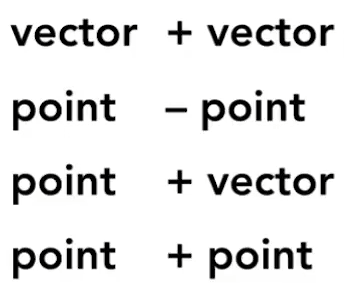 vector + vector
point – point
point + vector
point + point